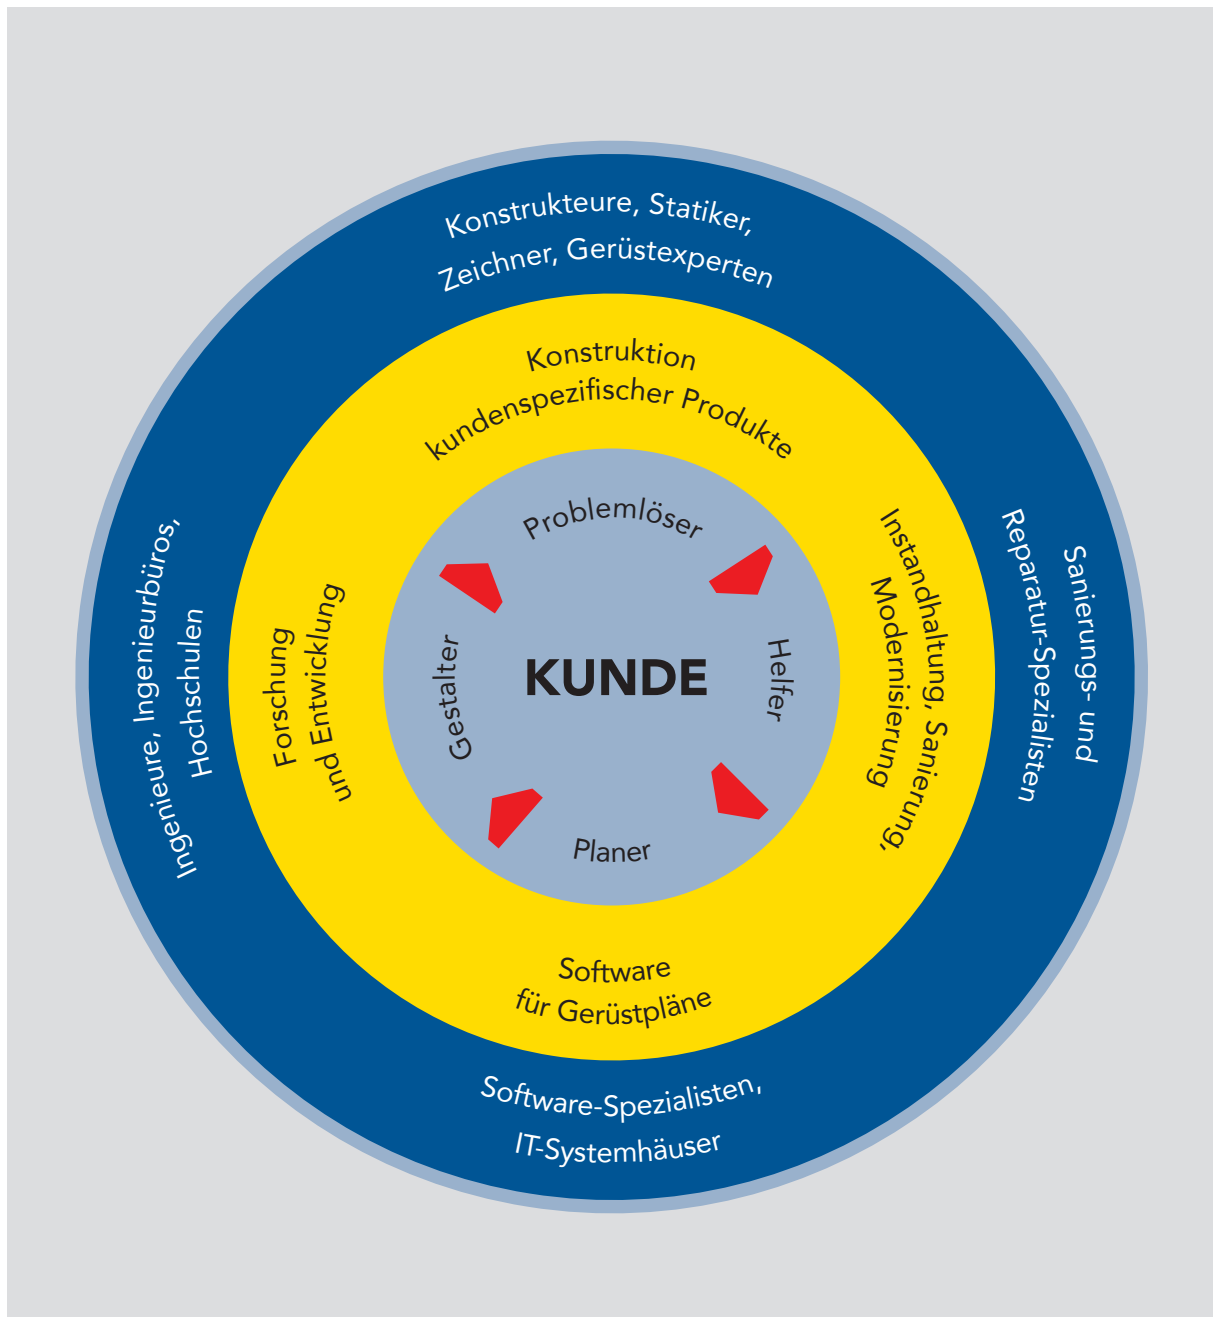 Konstrukteure, Statiker,
Zeichner, Gerüstexperten
Konstruktion
kundenspezifischer Produkte
Problemlöser
Ingenieure, Ingenieurbüros,
Hochschulen
Forschung
und Entwicklung
Gestalter
KUNDE
Helfer
Instandhaltung, Sanierung,
Modernisierung
Sanierungs- und
Reparatur-Spezialisten
Planer
Software
für Gerüstpläne
Software-Spezialisten,
IT-Systemhäuser